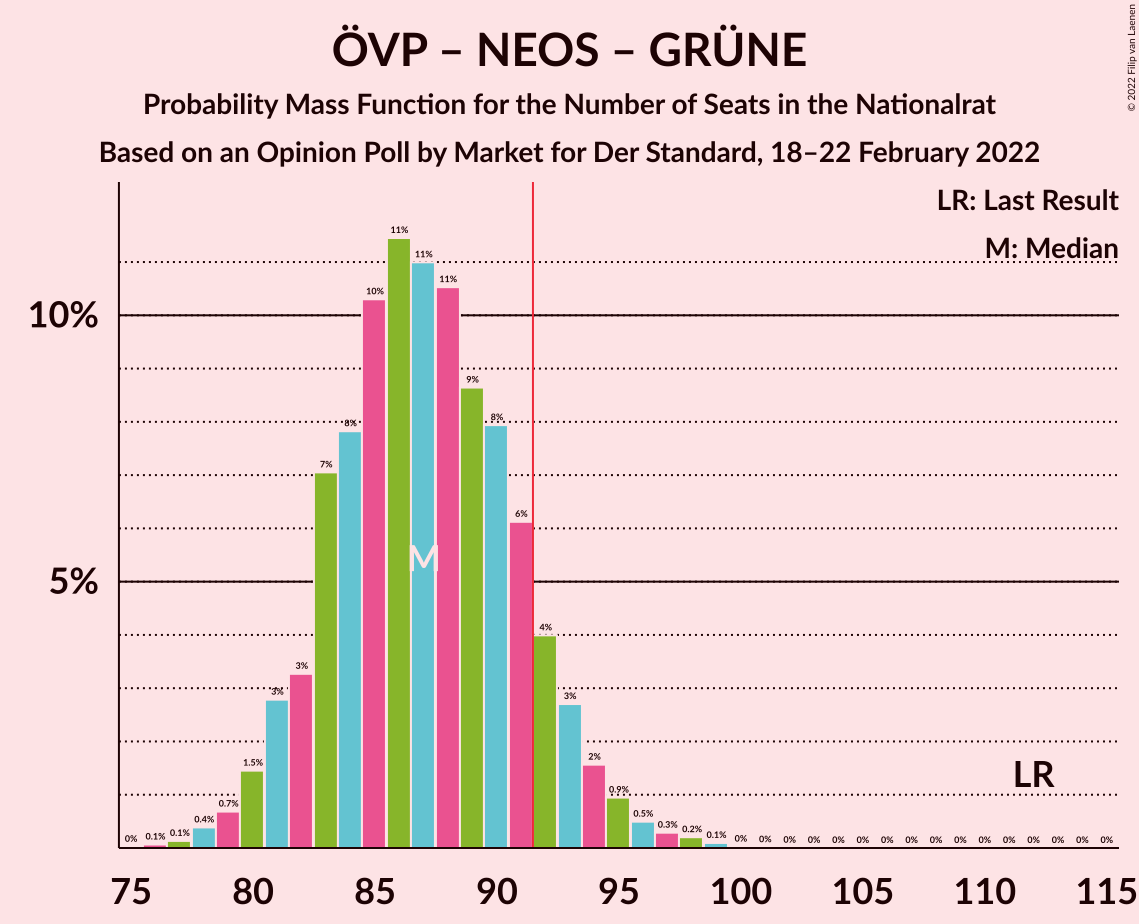 ÖVP – NEOS – GRÜNE
Probability Mass Function for the Number of Seats in the Nationalrat
Based on an Opinion Poll by Market for Der Standard, 18–22 February 2022
© 2022 Filip van Laenen
LR: Last Result
M: Median
10%
5%
0% 0.1% 0.1% 0.4% 0.7% 1.5% 3% 3% 7% 8% 10% 11% 11% 11% 9% 8% 6% 4% 3% 2% 0.9% 0.5% 0.3% 0.2% 0.1% 0% 0% 0% 0% 0% 0% 0% 0% 0% 0% 0% 0% 0% 0% 0% 0%
M
LR
75 80 85 90 95 100 105 110 115